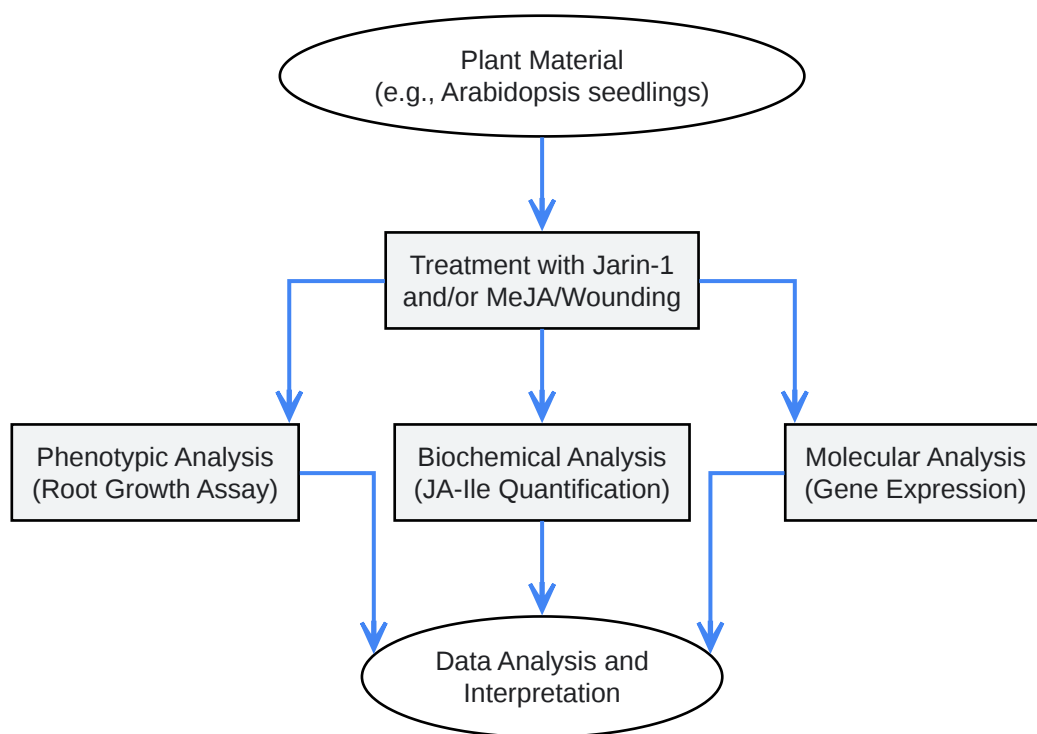 Plant Material
(e.g., Arabidopsis seedlings)
Treatment with Jarin-1
and/or MeJA/Wounding
Phenotypic Analysis
(Root Growth Assay)
Biochemical Analysis
(JA-Ile Quantification)
Molecular Analysis
(Gene Expression)
Data Analysis and
Interpretation